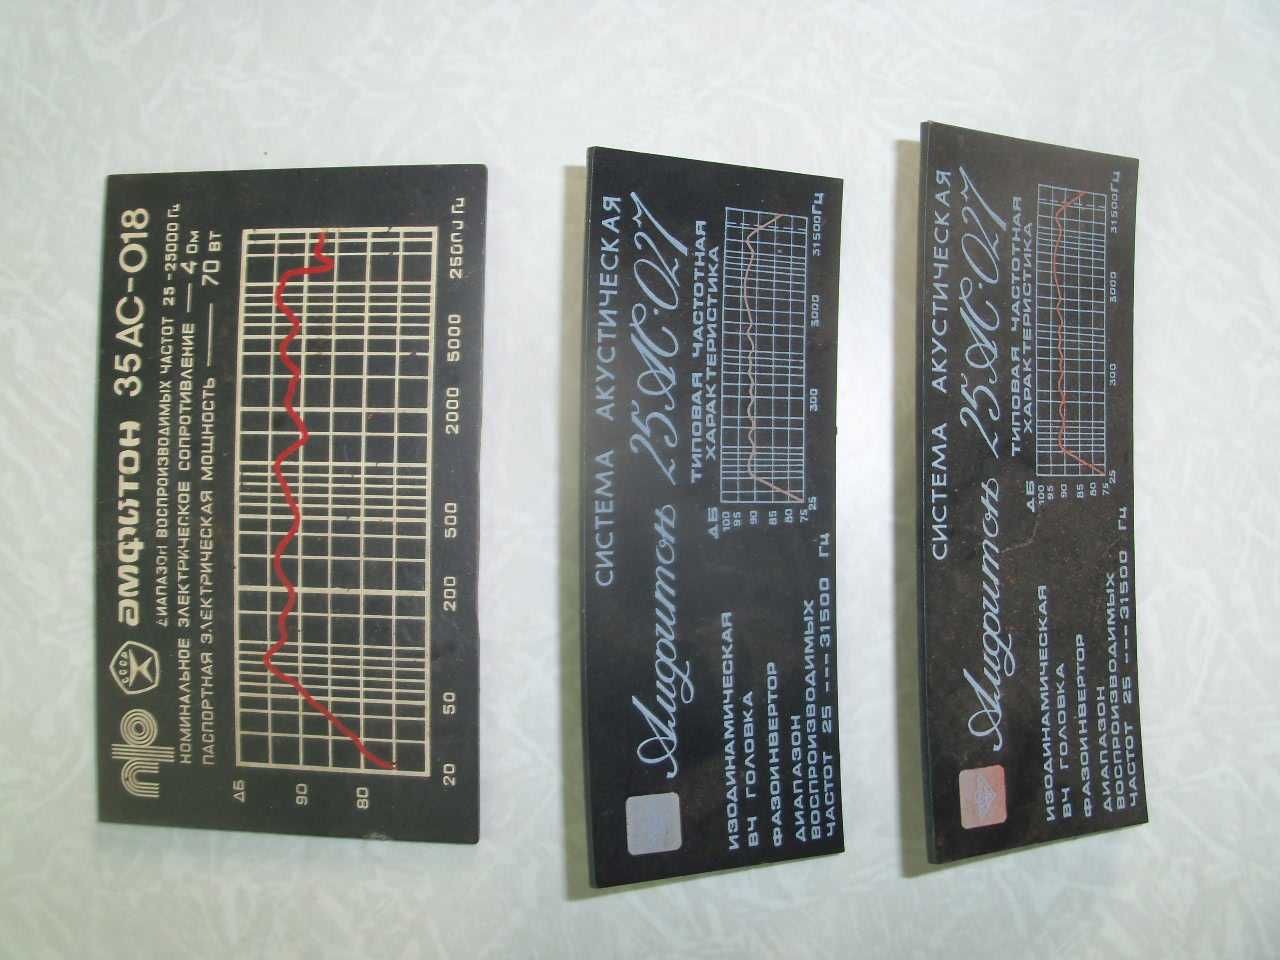 СССР
амфитон 35АС-018
ДИАПАЗОН ВОСПРОИЗВОДИМЫХ ЧАСТОТ 25-25000 Гц
НОМИНАЛЬНОЕ ЭЛЕКТРИЧЕСКОЕ СОПРОТИВЛЕНИЕ — 4 Ом
ПАСПОРТНАЯ ЭЛЕКТРИЧЕСКАЯ МОЩНОСТЬ — 70 ВТ
ДБ
90
80
20 50 200 500 2000 5000 25000 Гц
СИСТЕМА АКУСТИЧЕСКАЯ
Амфитон 25АС-027
ТИПОВАЯ ЧАСТОТНАЯ
ХАРАКТЕРИСТИКА
ДБ
100
95
90
85
80
75
25 300 3000 31500Гц
ИЗОДИНАМИЧЕСКАЯ
ВЧ ГОЛОВКА
ФАЗОИНВЕРТОР
ДИАПАЗОН
ВОСПРОИЗВОДИМЫХ
ЧАСТОТ 25---31500 Гц
СИСТЕМА АКУСТИЧЕСКАЯ
Амфитон 25АС-027
ТИПОВАЯ ЧАСТОТНАЯ
ХАРАКТЕРИСТИКА
ДБ
100
95
90
85
80
75
25 300 3000 31500Гц
ИЗОДИНАМИЧЕСКАЯ
ВЧ ГОЛОВКА
ФАЗОИНВЕРТОР
ДИАПАЗОН
ВОСПРОИЗВОДИМЫХ
ЧАСТОТ 25---31500 Гц